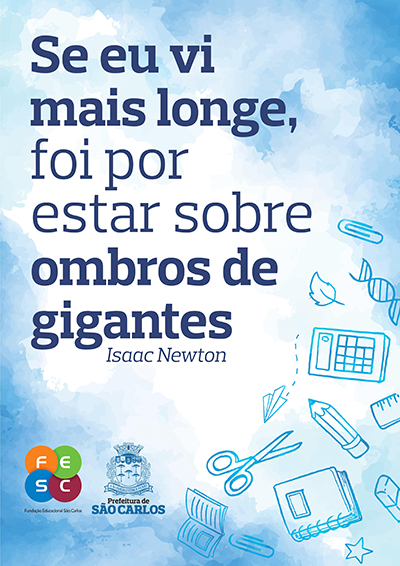 Se eu vi
mais longe,
foi por
estar sobre
ombros de
gigantes
Isaac Newton
F E
S C
Fundação Educacional São Carlos
Prefeitura de
SÃO CARLOS